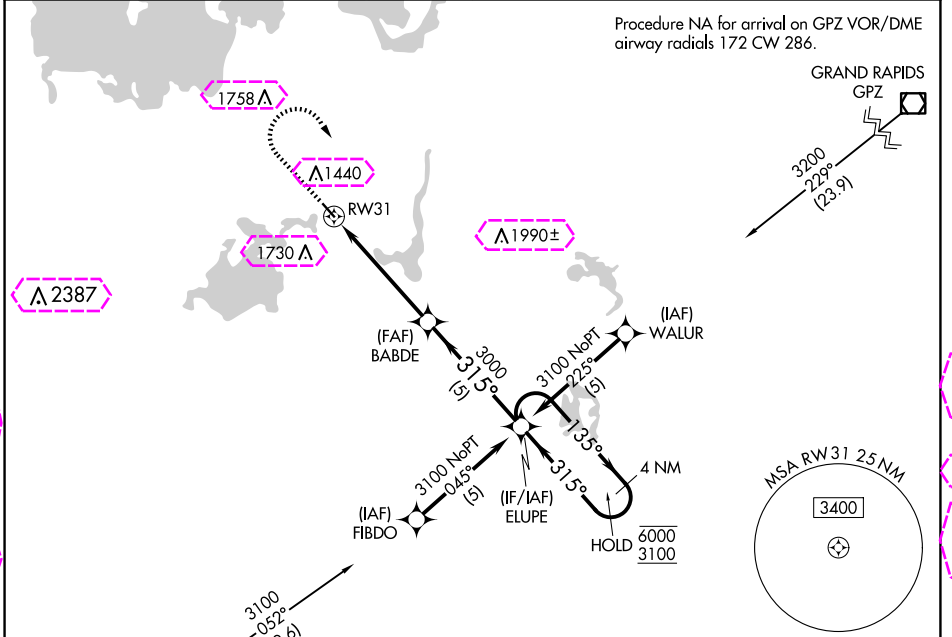 Procedure NA for arrival on GPZ VOR/DME
airway radials 172 CW 286.
GRAND RAPIDS
GPZ
1758
3200
229°
(23.9)
1440
RW31
1990±
1730
2387
(FAF)
BABDE
(IAF)
WALUR
3000
315°
(5)
3100 NoPT
225°
(5)
135°
315°
4 NM
3100 NoPT
045°
(5)
(IF/IAF)
ELUPE
(IAF)
FIBDO
HOLD
6000
3100
MSA RW 31 25 NM
3400
3100
052°